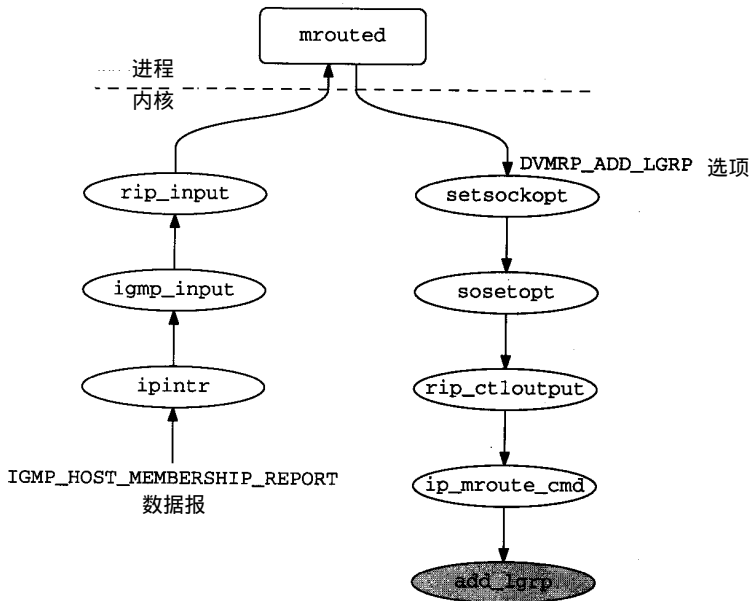 mrouted
进程
内核
DVMRP_ADD_LGRP 选项
rip_input
setsockopt
igmp_input
sosetopt
ipintr
rip_ctloutput
IGMP_HOST_MEMBERSHIP_REPORT
数据报
ip_mroute_cmd
add_lgrp